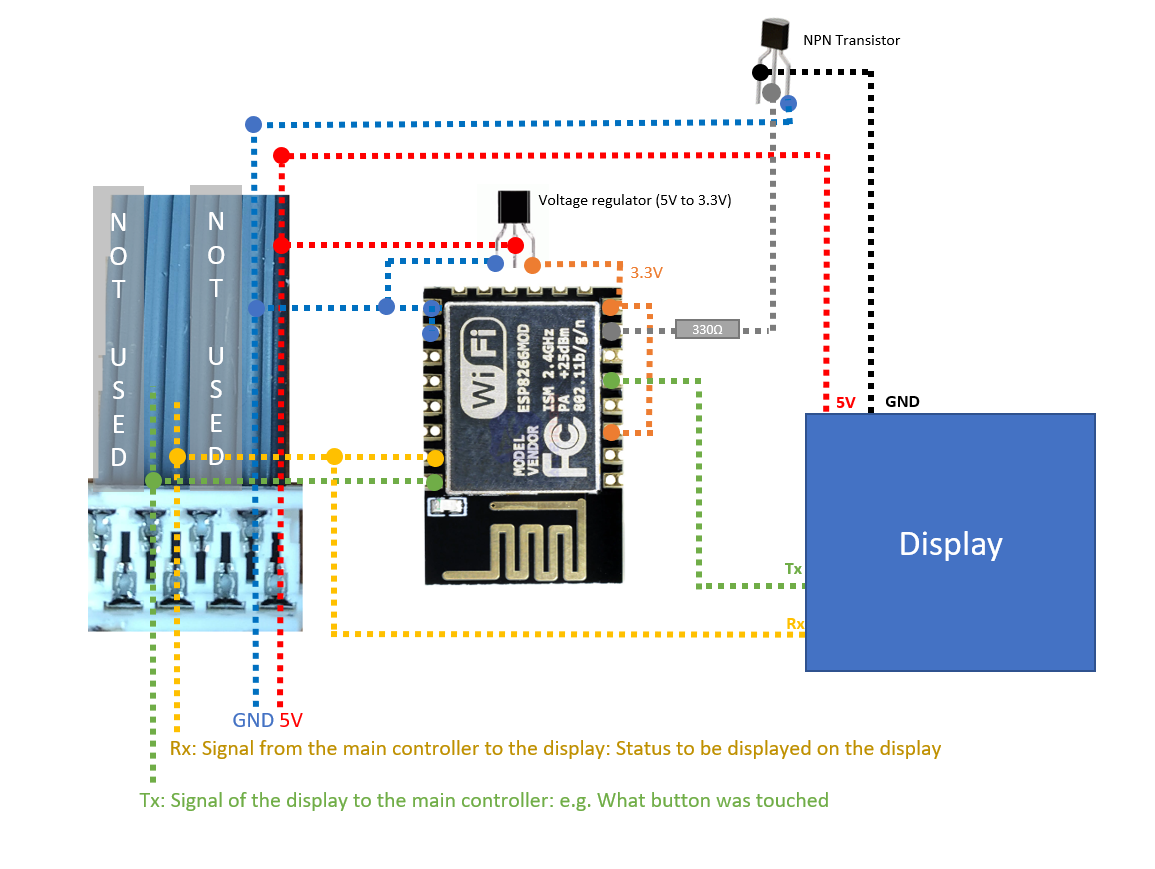 NPN Transistor
Voltage regulator (5V to 3.3V)
NOT USED
NOT USED
3.3V
330Ω
WiFi
MODEL ESP8266MOD
VENDOR
ISM 2.4GHz
PA +25dBm
802.11b/g/n
FC
5V
GND
Display
Tx
Rx
GND 5V
Rx: Signal from the main controller to the display: Status to be displayed on the display
Tx: Signal of the display to the main controller: e.g. What button was touched